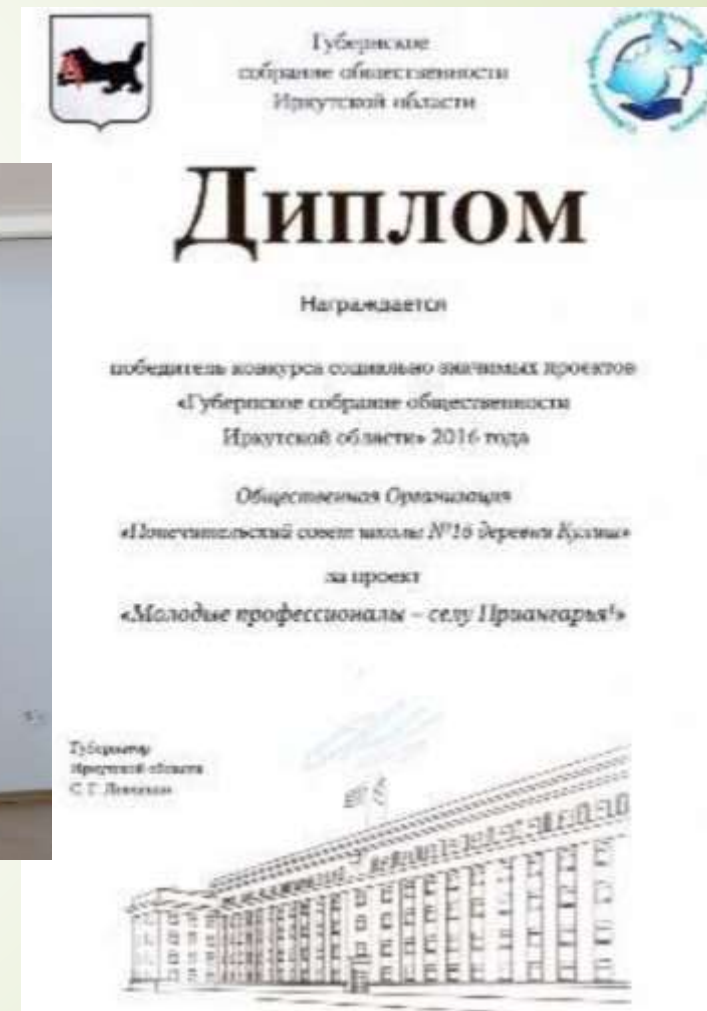 Губернское
собрание общественности
Иркутской области
Диплом
Награждается
победитель конкурса социально значимых проектов
«Губернское собрание общественности
Иркутской области» 2016 года
Общественная Организация
«Попечительский совет школы №16 деревни Кулиш»
за проект
«Молодые профессионалы – селу Приангарья!»
Губернатор
Иркутской области
С. Г. Левченко